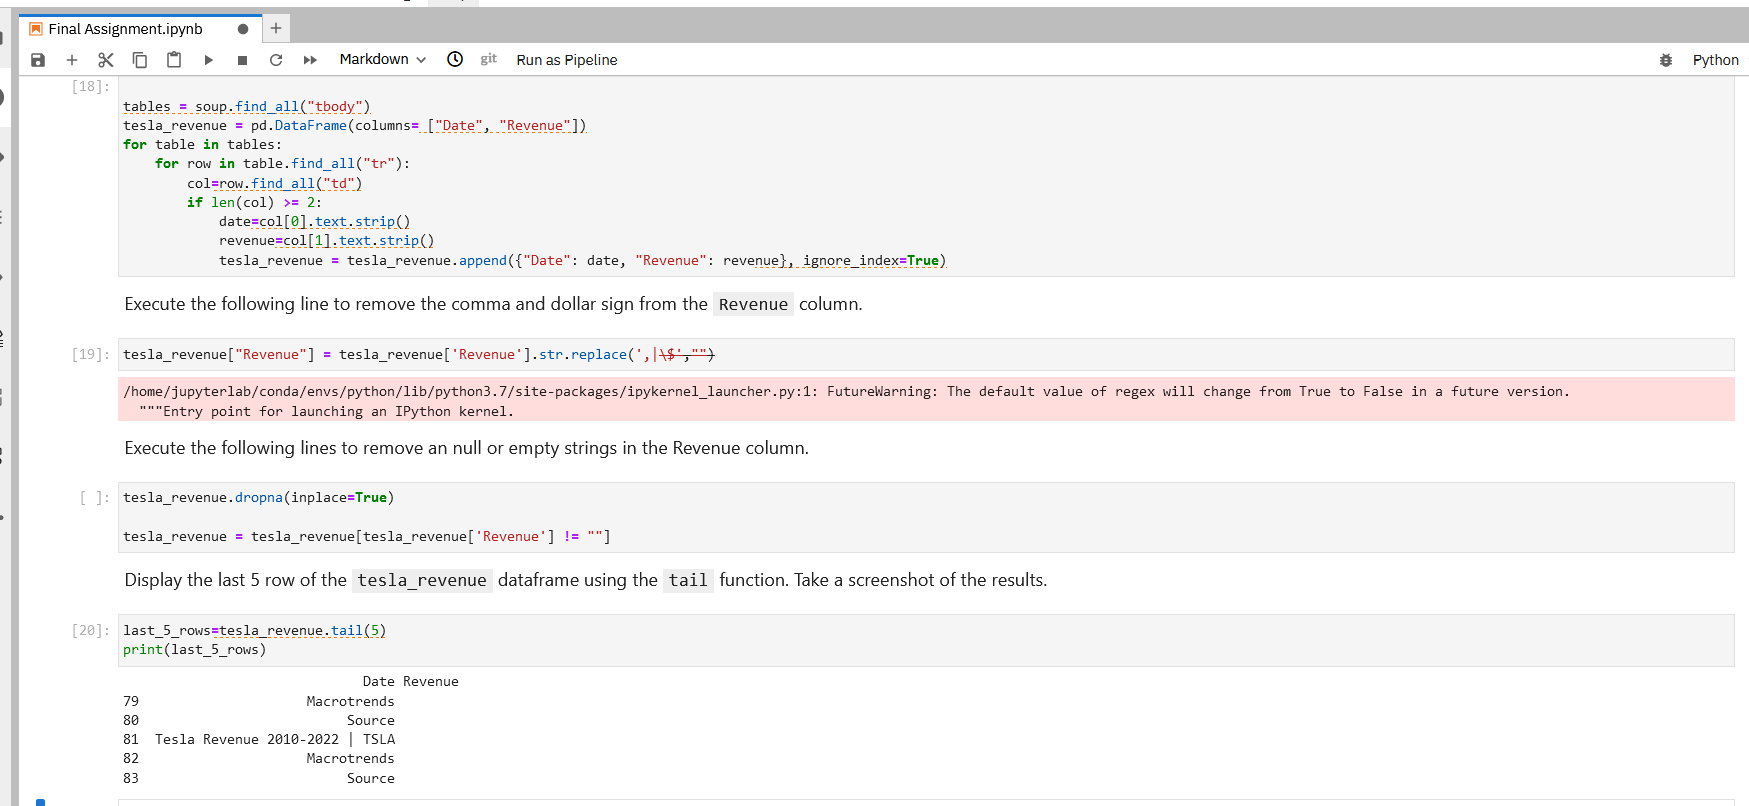 Final Assignment.ipynb
Markdown git Run as Pipeline Python
[18]:
tables = soup.find_all("tbody")
tesla_revenue = pd.DataFrame(columns= ["Date", "Revenue"])
for table in tables:
    for row in table.find_all("tr"):
        col=row.find_all("td")
        if len(col) >= 2:
            date=col[0].text.strip()
            revenue=col[1].text.strip()
            tesla_revenue = tesla_revenue.append({"Date": date, "Revenue": revenue}, ignore_index=True)
Execute the following line to remove the comma and dollar sign from the Revenue column.
[19]: tesla_revenue["Revenue"] = tesla_revenue['Revenue'].str.replace(',|\$',"")
/home/jupyterlab/conda/envs/python/lib/python3.7/site-packages/ipykernel_launcher.py:1: FutureWarning: The default value of regex will change from True to False in a future version.
  """Entry point for launching an IPython kernel.
Execute the following lines to remove an null or empty strings in the Revenue column.
[ ]: tesla_revenue.dropna(inplace=True)
tesla_revenue = tesla_revenue[tesla_revenue['Revenue'] != ""]
Display the last 5 row of the tesla_revenue dataframe using the tail function. Take a screenshot of the results.
[20]: last_5_rows=tesla_revenue.tail(5)
print(last_5_rows)
Date Revenue
79 Macrotrends
80 Source
81 Tesla Revenue 2010-2022 | TSLA
82 Macrotrends
83 Source